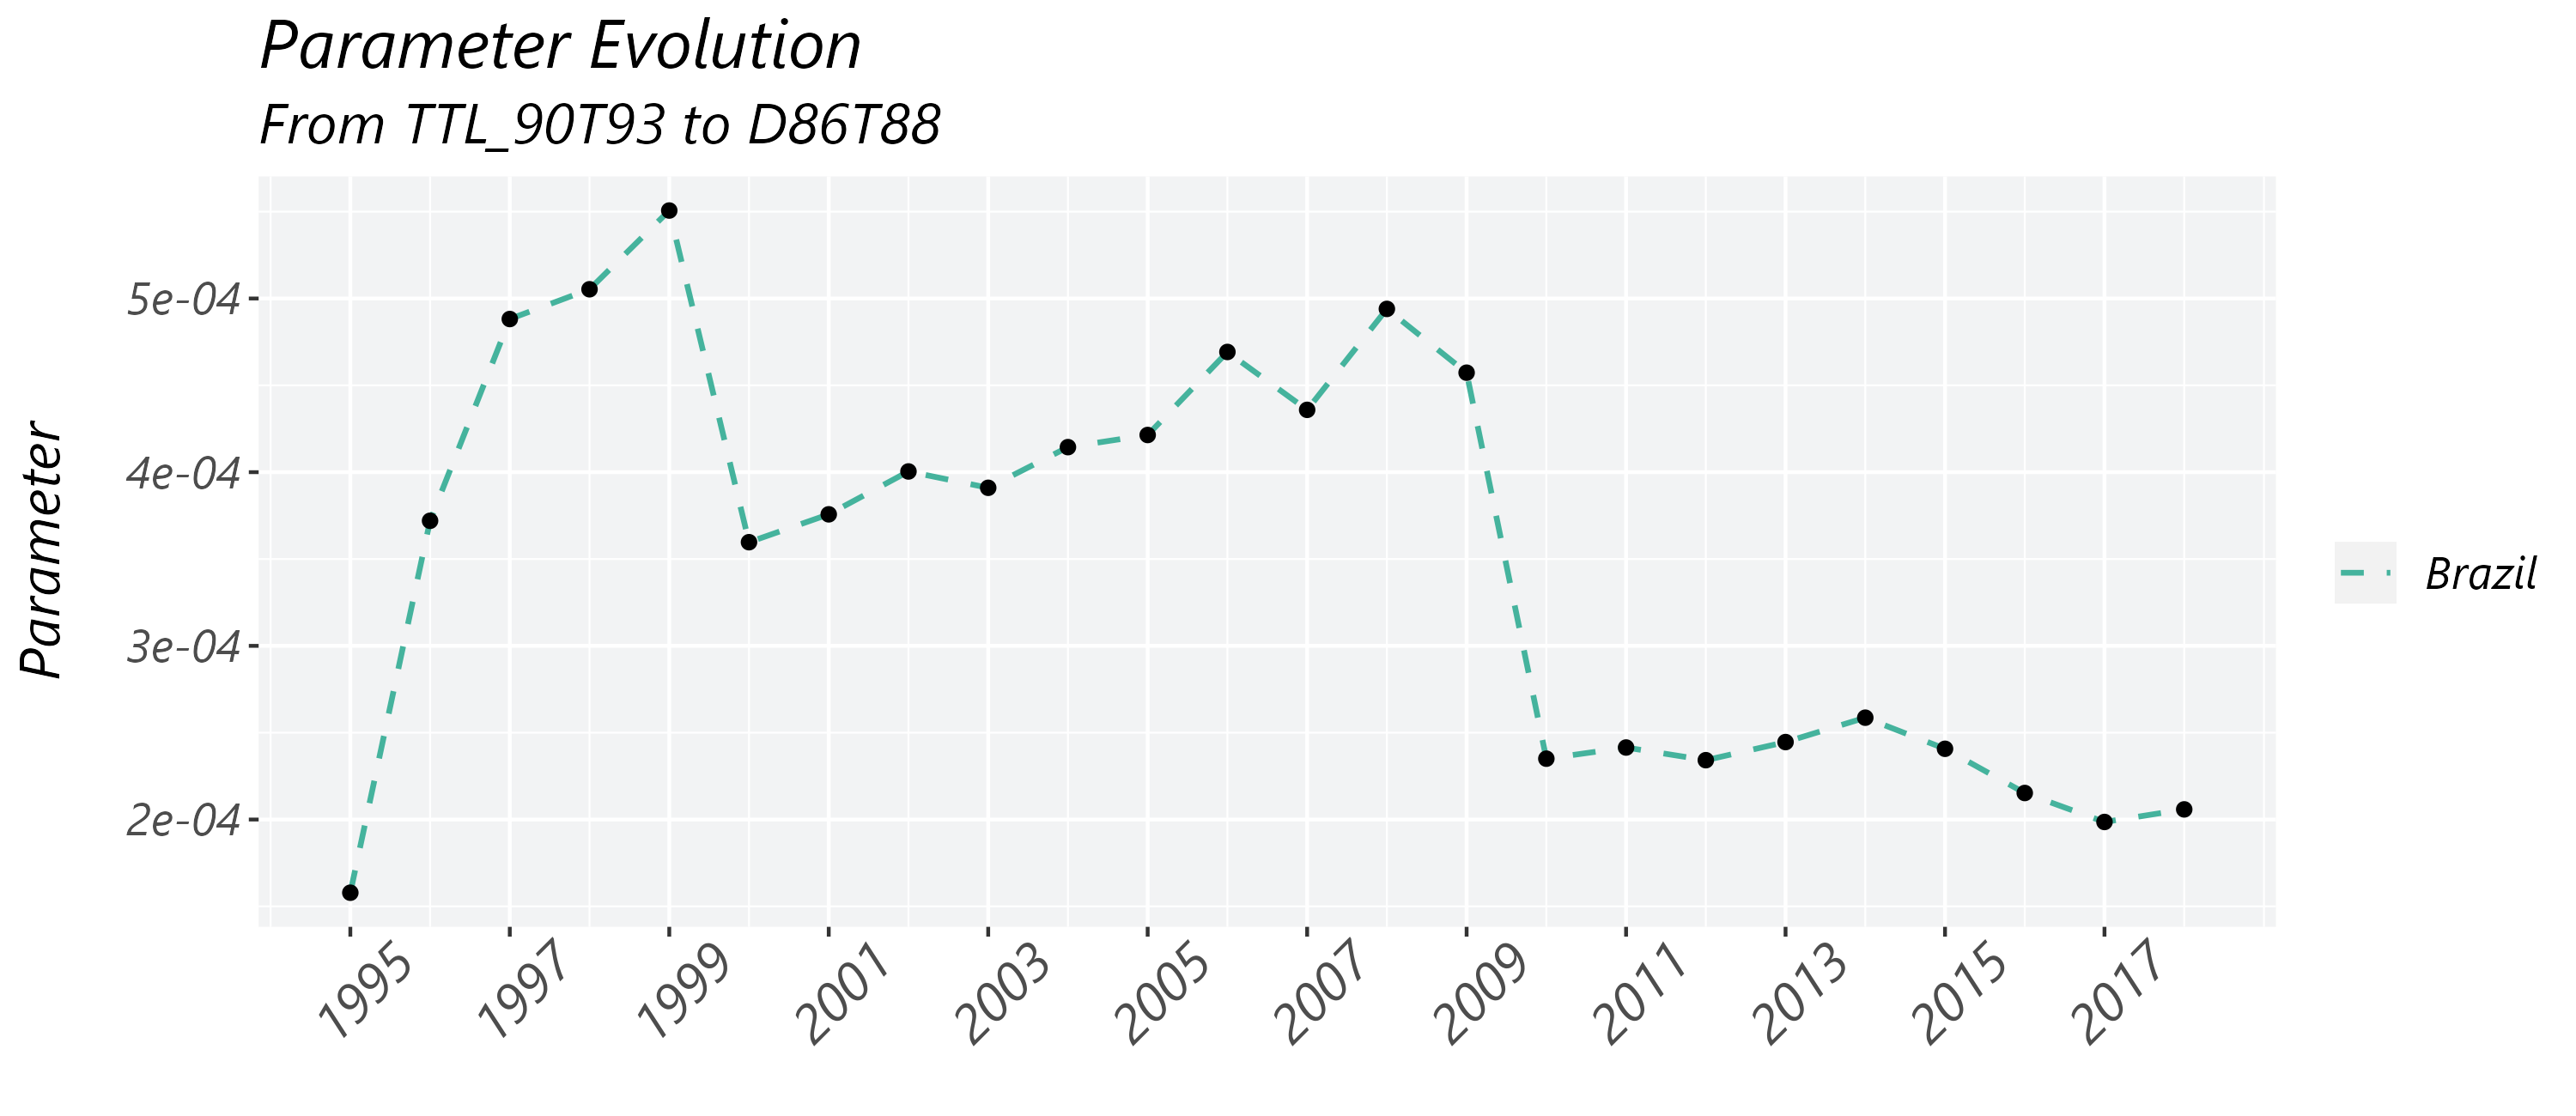 Parameter Evolution
From TTL_90T93 to D86T88
Parameter
5e-04
4e-04
3e-04
2e-04
1995
1997
1999
2001
2003
2005
2007
2009
2011
2013
2015
2017
Brazil